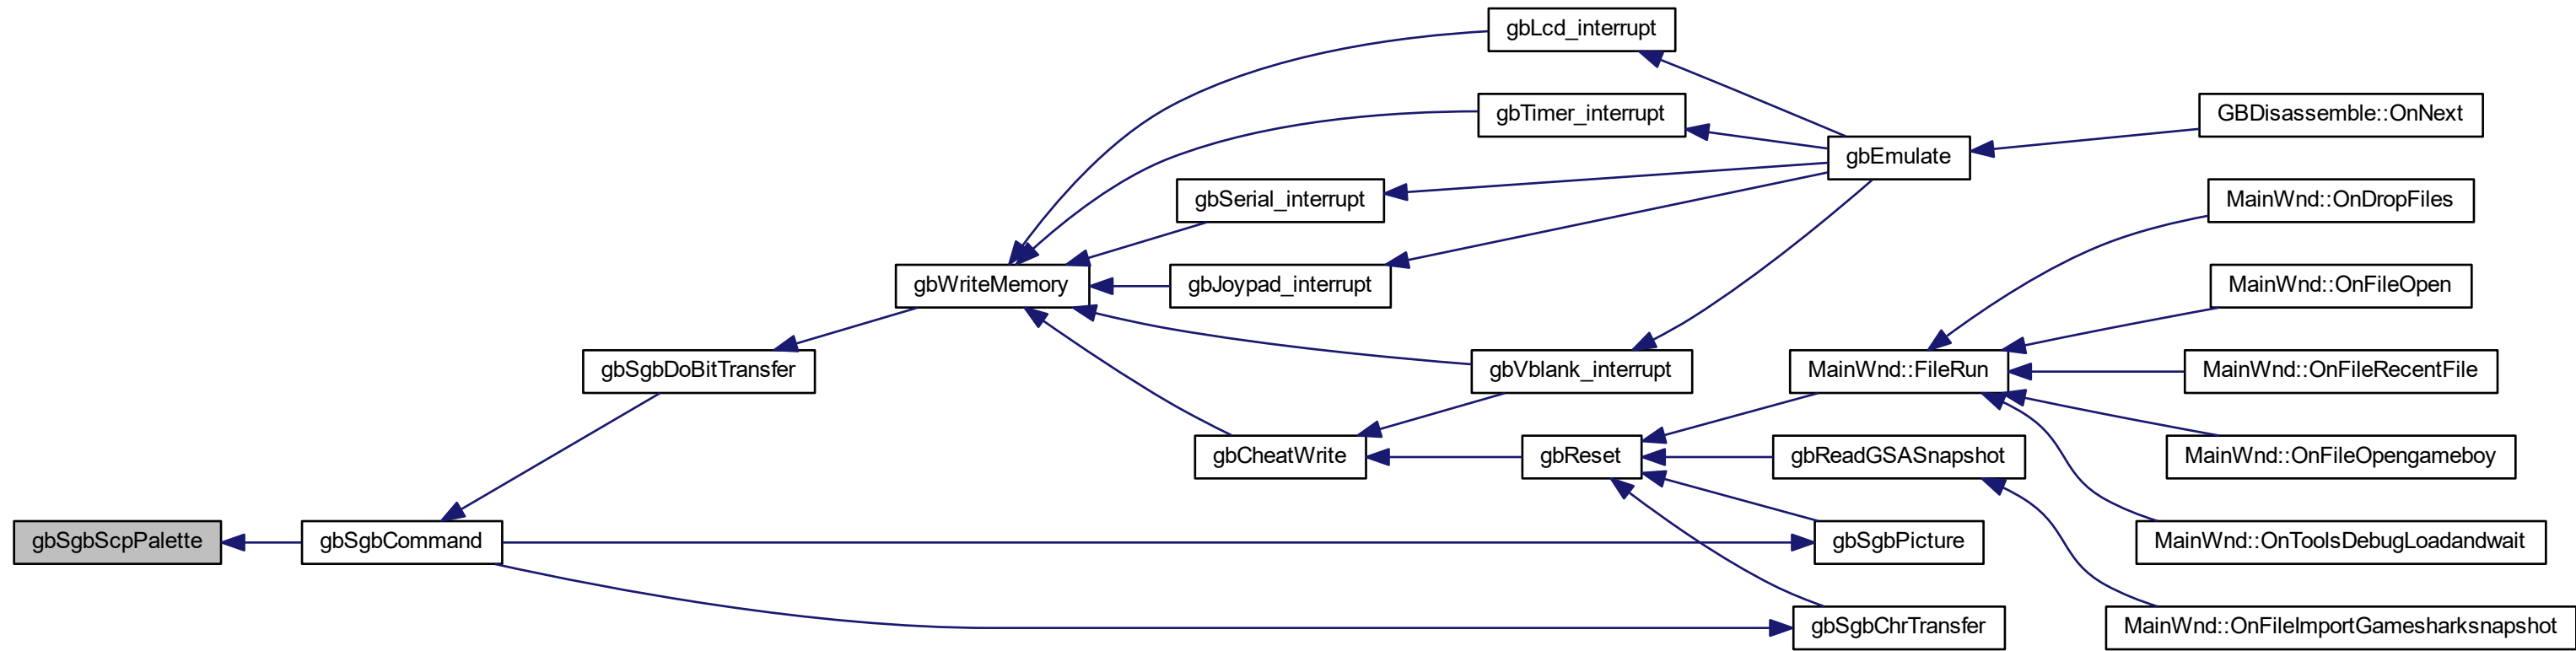 gbLcd_interrupt
gbTimer_interrupt
GBDisassemble::OnNext
gbEmulate
gbSerial_interrupt
MainWnd::OnDropFiles
gbWriteMemory
gbJoypad_interrupt
MainWnd::OnFileOpen
gbSgbDoBitTransfer
gbVblank_interrupt
MainWnd::FileRun
MainWnd::OnFileRecentFile
gbCheatWrite
gbReset
gbReadGSASnapshot
MainWnd::OnFileOpengameboy
gbSgbScpPalette
gbSgbCommand
gbSgbPicture
MainWnd::OnToolsDebugLoadandwait
gbSgbChrTransfer
MainWnd::OnFileImportGamesharksnapshot